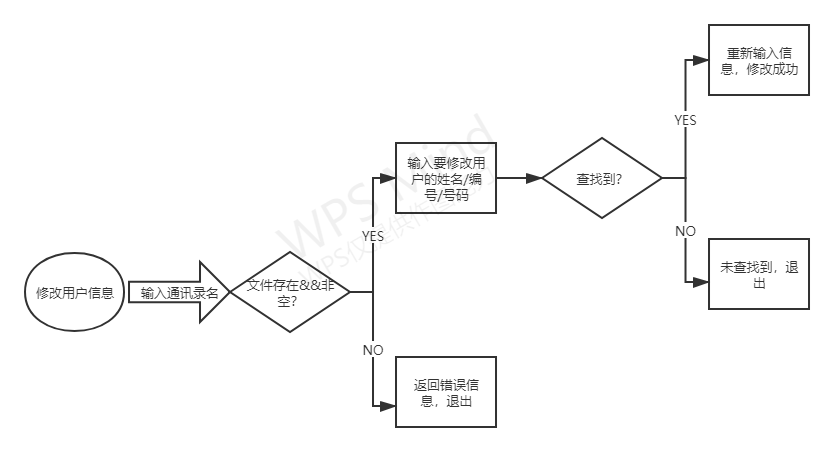 修改用户信息
输入通讯录名
文件存在&&非
空？
YES
输入要修改用
户的姓名/编
号/号码
查找到？
YES
重新输入信
息，修改成功
NO
未查找到，退
出
NO
返回错误信
息，退出
WPS Mind